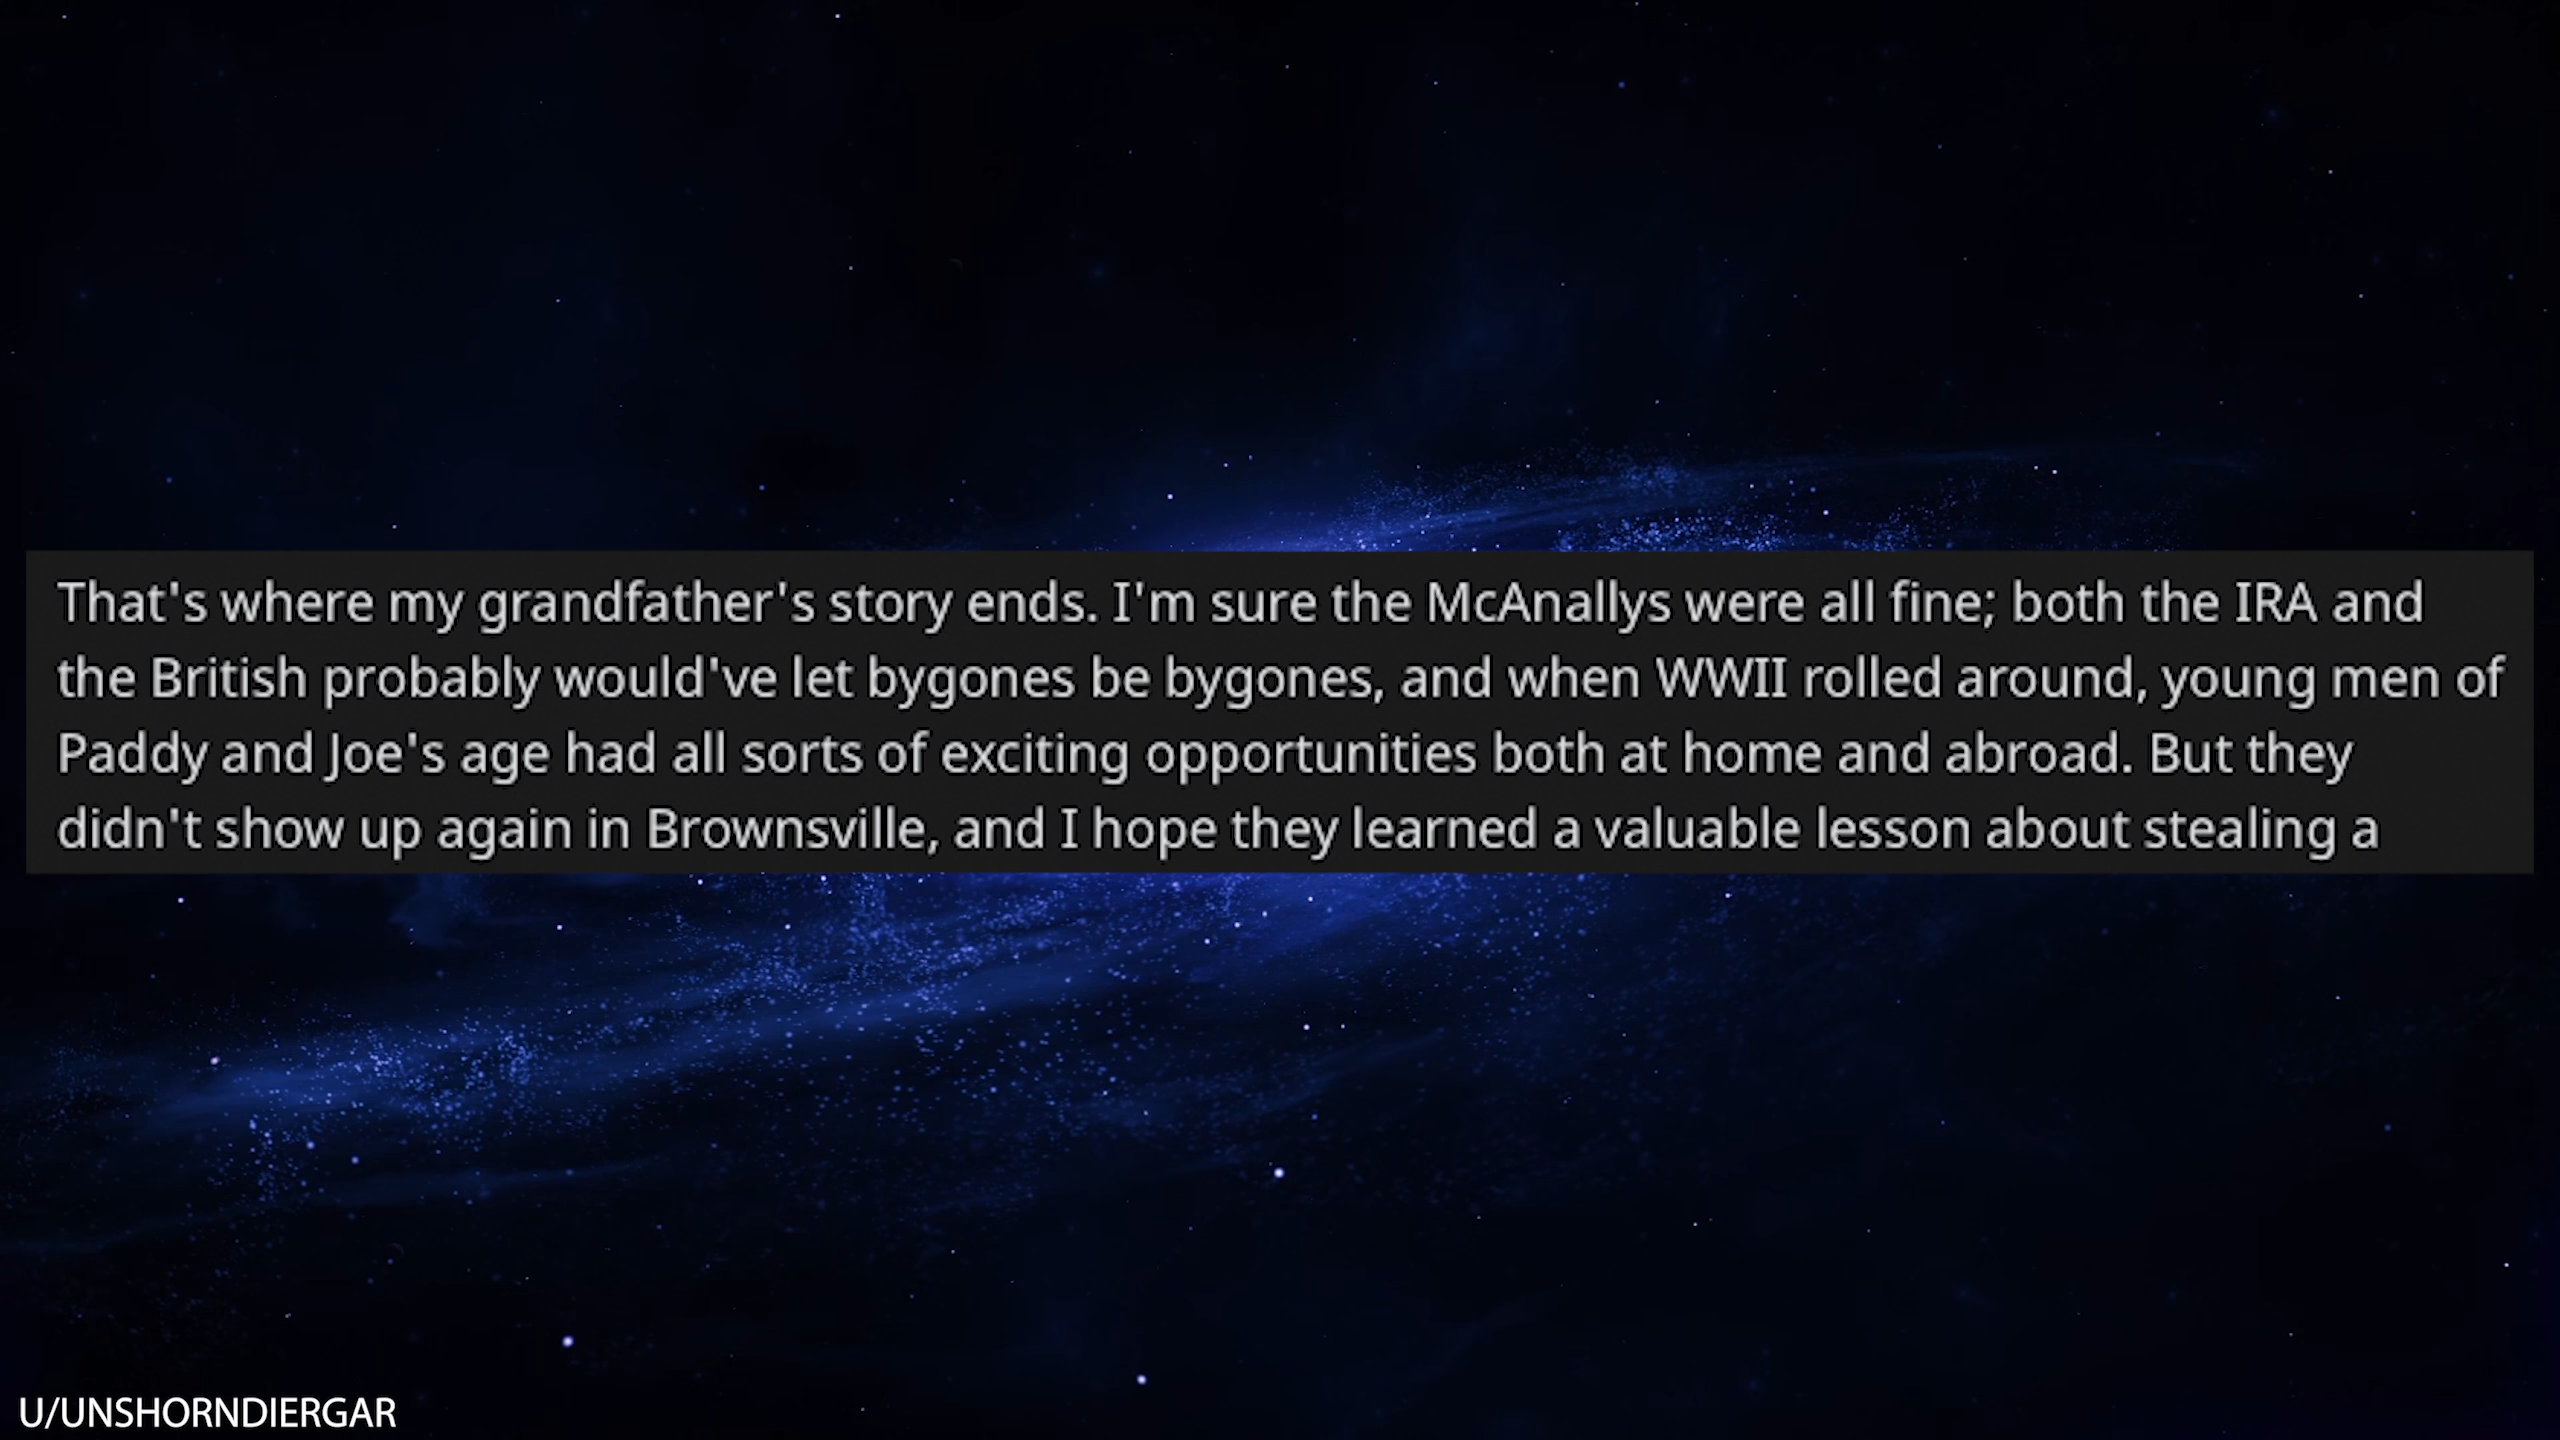 That's where my grandfather's story ends. I'm sure the McAnallys were all fine; both the IRA and
the British probably would've let bygones be bygones, and when WWII rolled around, young men of
Paddy and Joe's age had all sorts of exciting opportunities both at home and abroad. But they
didn't show up again in Brownsville, and I hope they learned a valuable lesson about stealing a
U/UNSHORNDIERGAR